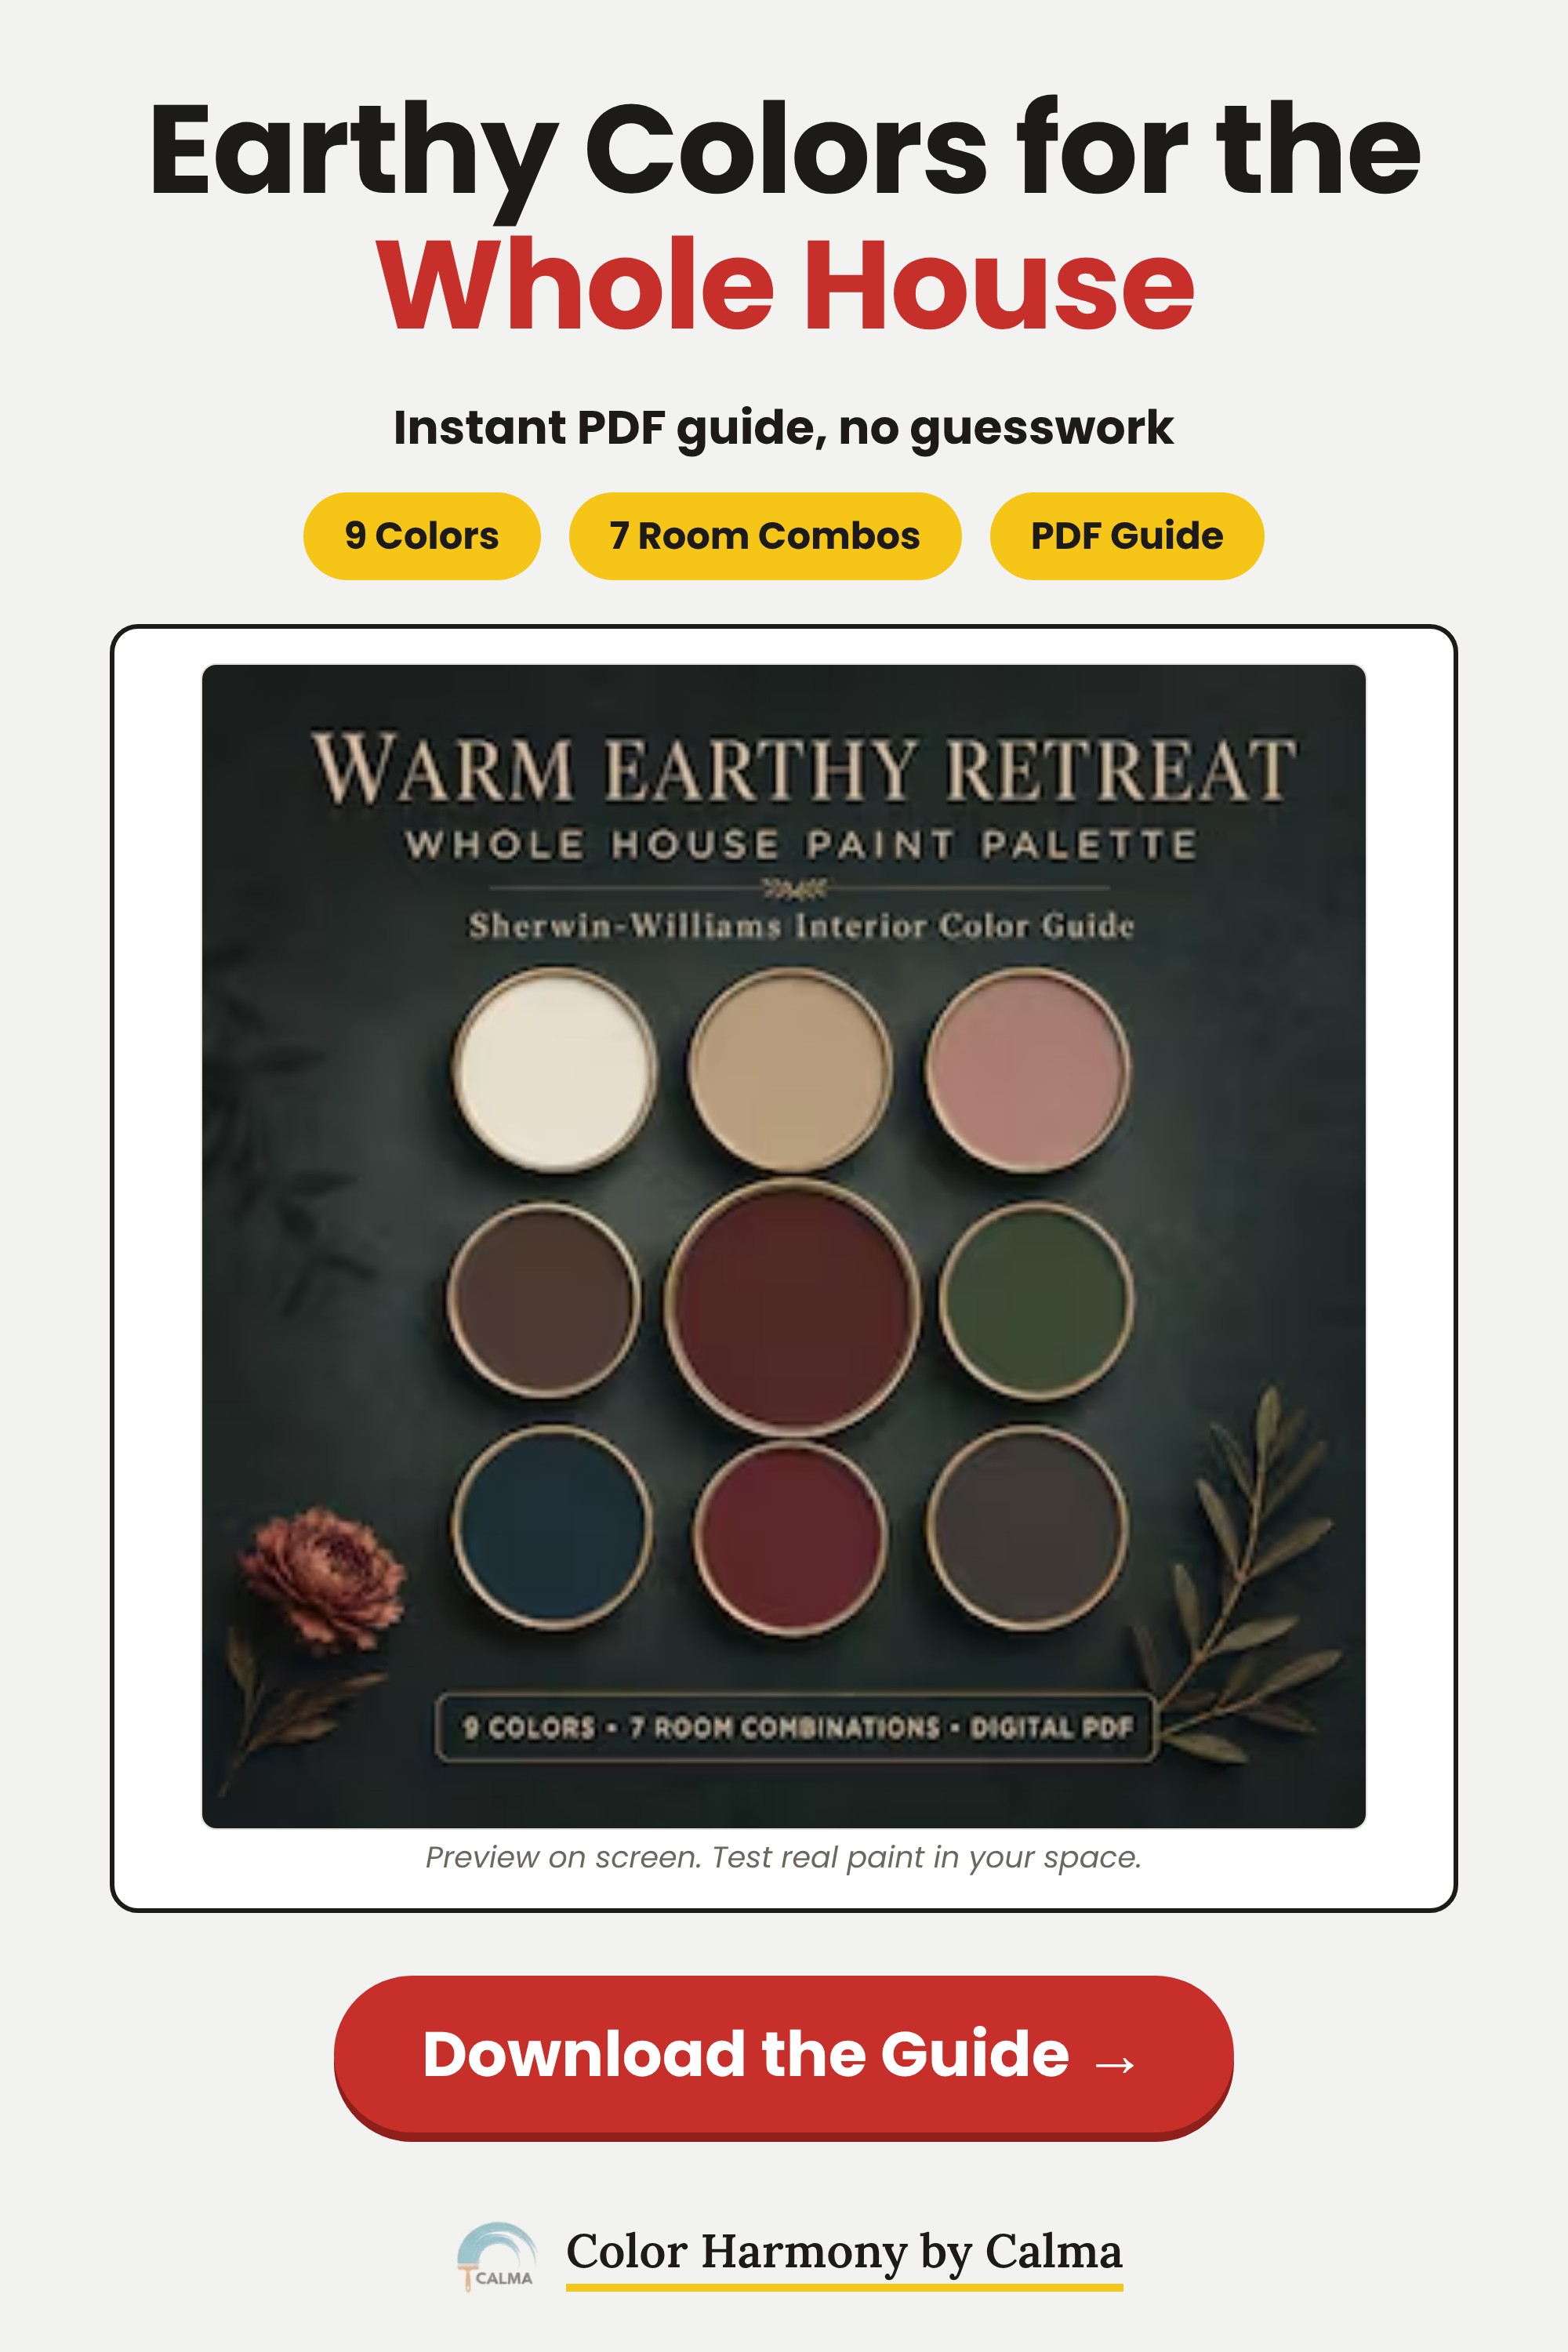 Earthy Colors for the
Whole House
Instant PDF guide, no guesswork
9 Colors
7 Room Combos
PDF Guide
WARM EARTHY RETREAT
WHOLE HOUSE PAINT PALETTE
Sherwin-Williams Interior Color Guide
9 COLORS • 7 ROOM COMBINATIONS • DIGITAL PDF
Preview on screen. Test real paint in your space.
Download the Guide →
CALMA
Color Harmony by Calma